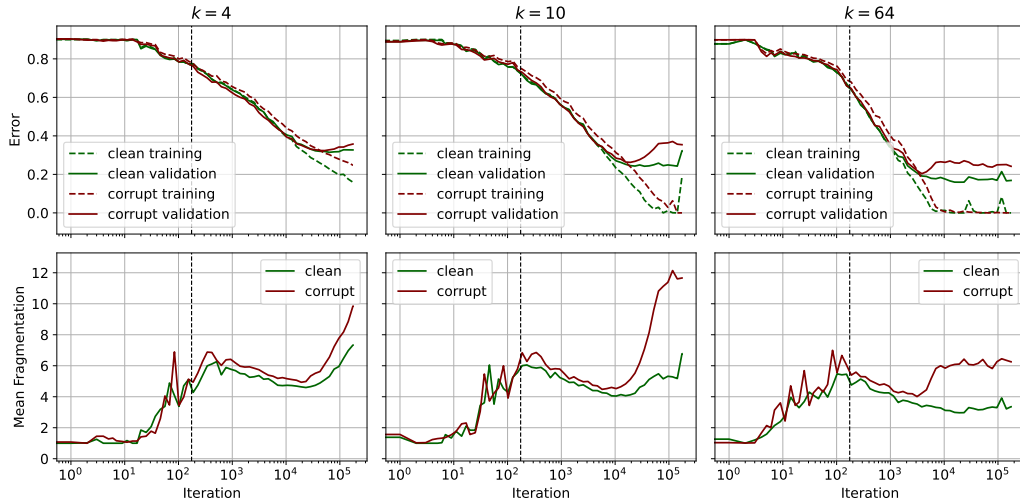 k = 4
k = 10
k = 64
Error
0.8
0.6
0.4
0.2
0.0
clean training
clean validation
corrupt training
corrupt validation
clean training
clean validation
corrupt training
corrupt validation
clean training
clean validation
corrupt training
corrupt validation
Mean Fragmentation
12
10
8
6
4
2
0
clean
corrupt
clean
corrupt
clean
corrupt
10^0 10^1 10^2 10^3 10^4 10^5
10^0 10^1 10^2 10^3 10^4 10^5
10^0 10^1 10^2 10^3 10^4 10^5
Iteration
Iteration
Iteration